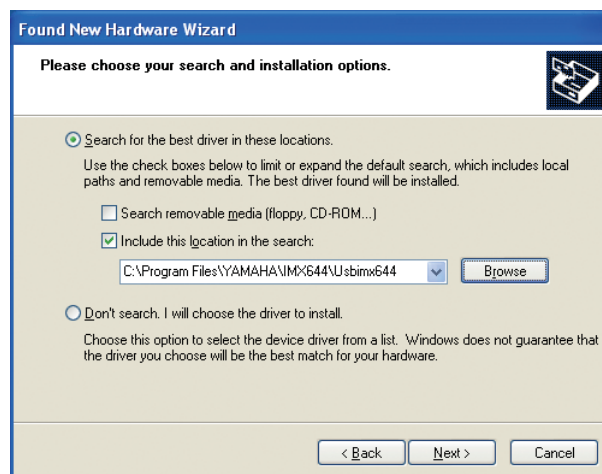 Found New Hardware Wizard
Please choose your search and installation options.
Search for the best driver in these locations.
Use the check boxes below to limit or expand the default search, which includes local
paths and removable media. The best driver found will be installed.
Search removable media (floppy, CD-ROM...)
Include this location in the search:
C:\Program Files\YAMAHA\IMX644\Usbimx644
Browse
Don't search. I will choose the driver to install.
Choose this option to select the device driver from a list. Windows does not guarantee that
the driver you choose will be the best match for your hardware.
< Back Next > Cancel